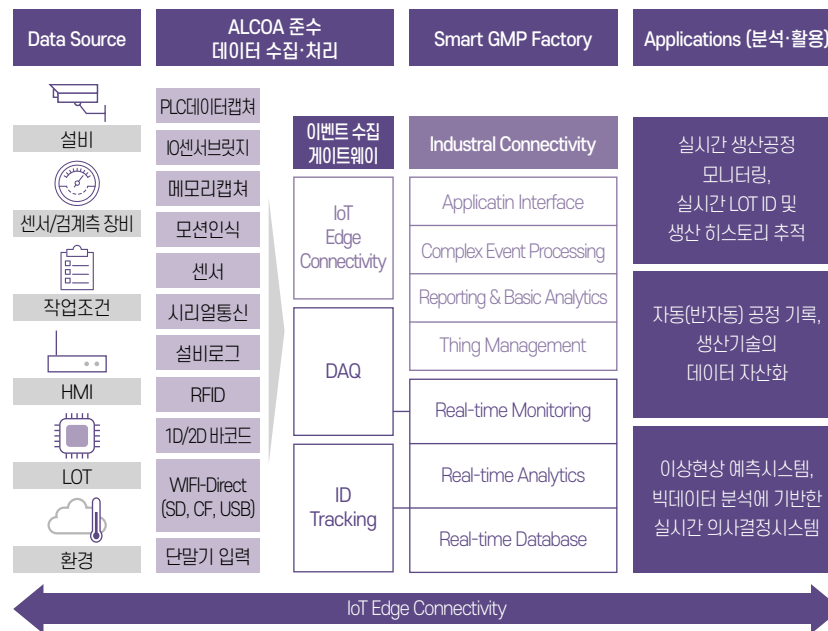 Data Source
ALCOA 준수
데이터 수집·처리
Smart GMP Factory
Applications (분석·활용)
설비
센서/검계측 장비
작업조건
HMI
LOT
환경
PLC데이터캡쳐
IO센서브릿지
메모리캡쳐
모션인식
센서
시리얼통신
설비로그
RFID
1D/2D 바코드
WIFI-Direct
(SD, CF, USB)
단말기 입력
이벤트 수집
게이트웨이
IoT
Edge
Connectivity
DAQ
ID
Tracking
Industral Connectivity
Applicatin Interface
Complex Event Processing
Reporting & Basic Analytics
Thing Management
Real-time Monitoring
Real-time Analytics
Real-time Database
실시간 생산공정
모니터링,
실시간 LOT ID 및
생산 히스토리 추적
자동(반자동) 공정 기록,
생산기술의
데이터 자산화
이상현상 예측시스템,
빅데이터 분석에 기반한
실시간 의사결정시스템
IoT Edge Connectivity